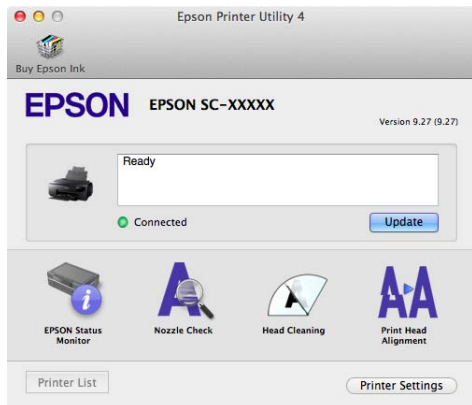 Epson Printer Utility 4
Buy Epson Ink
EPSON
EPSON SC-XXXXX
Version 9.27 (9.27)
Ready
Connected
Update
EPSON Status
Monitor
Nozzle Check
Head Cleaning
Print Head
Alignment
Printer List
Printer Settings